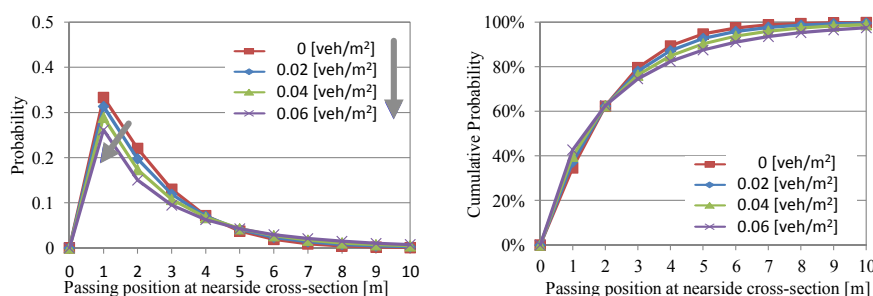 0.5
0.4
0.3
0.2
0.1
0
Probability
0 [veh/m²]
0.02 [veh/m²]
0.04 [veh/m²]
0.06 [veh/m²]
0 1 2 3 4 5 6 7 8 9 10
Passing position at nearside cross-section [m]
100%
80%
60%
40%
20%
0%
Cumulative Probability
0 [veh/m²]
0.02 [veh/m²]
0.04 [veh/m²]
0.06 [veh/m²]
0 1 2 3 4 5 6 7 8 9 10
Passing position at nearside cross-section [m]